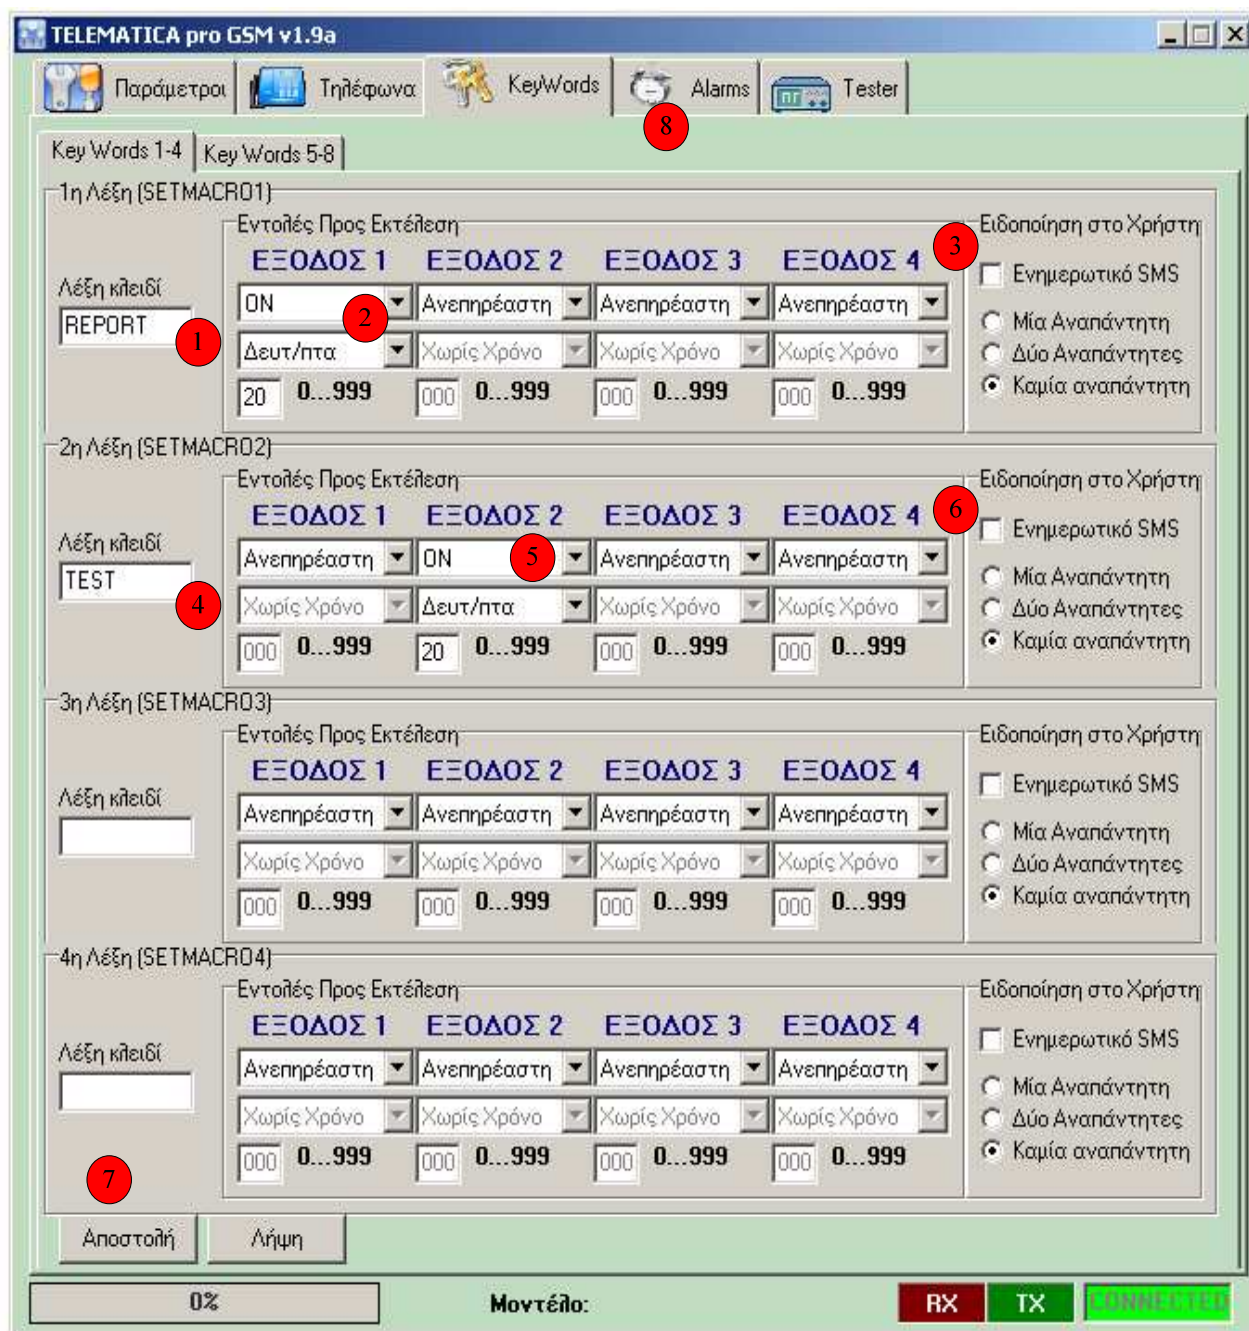 TELEMATICA pro GSM v1.9a
Παράμετροι Τηλέφωνα KeyWords Alarms Tester
8
Key Words 1-4 Key Words 5-8
1η Λέξη (SETMACRO1)
Εντολές Προς Εκτέλεση Ειδοποίηση στο Χρήστη
ΕΞΟΔΟΣ 1 ΕΞΟΔΟΣ 2 ΕΞΟΔΟΣ 3 ΕΞΟΔΟΣ 4 3
Λέξη κλειδί Ενημερωτικό SMS
ON 2 Ανεπηρέαστη Ανεπηρέαστη Ανεπηρέαστη
REPORT 1 Μία Αναπάντητη
Δευτ/πτα Χωρίς Χρόνο Χωρίς Χρόνο Χωρίς Χρόνο Δύο Αναπάντητες
20 0...999 000 0...999 000 0...999 000 0...999 Καμία αναπάντητη
2η Λέξη (SETMACRO2)
Εντολές Προς Εκτέλεση Ειδοποίηση στο Χρήστη
ΕΞΟΔΟΣ 1 ΕΞΟΔΟΣ 2 ΕΞΟΔΟΣ 3 ΕΞΟΔΟΣ 4 6
Λέξη κλειδί Ενημερωτικό SMS
Ανεπηρέαστη ON 5 Ανεπηρέαστη Ανεπηρέαστη
TEST 4 Μία Αναπάντητη
Χωρίς Χρόνο Δευτ/πτα Χωρίς Χρόνο Χωρίς Χρόνο Δύο Αναπάντητες
000 0...999 20 0...999 000 0...999 000 0...999 Καμία αναπάντητη
3η Λέξη (SETMACRO3)
Εντολές Προς Εκτέλεση Ειδοποίηση στο Χρήστη
ΕΞΟΔΟΣ 1 ΕΞΟΔΟΣ 2 ΕΞΟΔΟΣ 3 ΕΞΟΔΟΣ 4
Λέξη κλειδί Ενημερωτικό SMS
Ανεπηρέαστη Ανεπηρέαστη Ανεπηρέαστη Ανεπηρέαστη
Μία Αναπάντητη
Χωρίς Χρόνο Χωρίς Χρόνο Χωρίς Χρόνο Χωρίς Χρόνο Δύο Αναπάντητες
000 0...999 000 0...999 000 0...999 000 0...999 Καμία αναπάντητη
4η Λέξη (SETMACRO4)
Εντολές Προς Εκτέλεση Ειδοποίηση στο Χρήστη
ΕΞΟΔΟΣ 1 ΕΞΟΔΟΣ 2 ΕΞΟΔΟΣ 3 ΕΞΟΔΟΣ 4
Λέξη κλειδί Ενημερωτικό SMS
Ανεπηρέαστη Ανεπηρέαστη Ανεπηρέαστη Ανεπηρέαστη
Μία Αναπάντητη
Χωρίς Χρόνο Χωρίς Χρόνο Χωρίς Χρόνο Χωρίς Χρόνο Δύο Αναπάντητες
000 0...999 000 0...999 000 0...999 000 0...999 Καμία αναπάντητη
7
Αποστολή Λήψη
0% Μοντέλο: RX TX CONNECTED